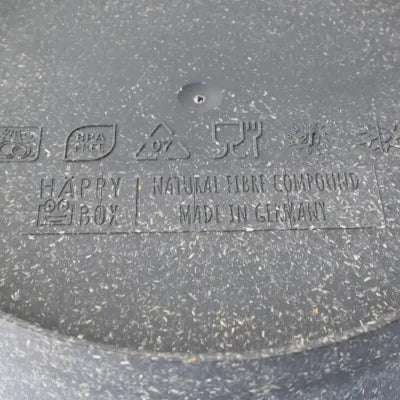 BPA FREE
07
HAPPY BOX
NATURAL FIBRE COMPOUND
MADE IN GERMANY